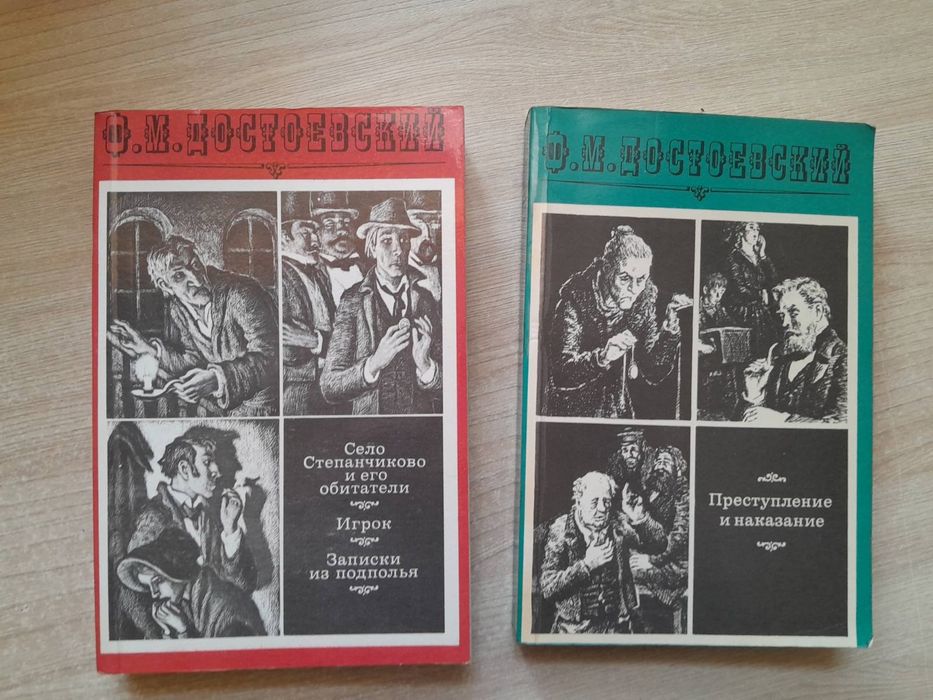 Ф.М.ДОСТОЕВСКИЙ
Село
Степанчиково
и его
обитатели
Игрок
Записки
из подполья
Ф.М.ДОСТОЕВСКИЙ
Преступление
и наказание